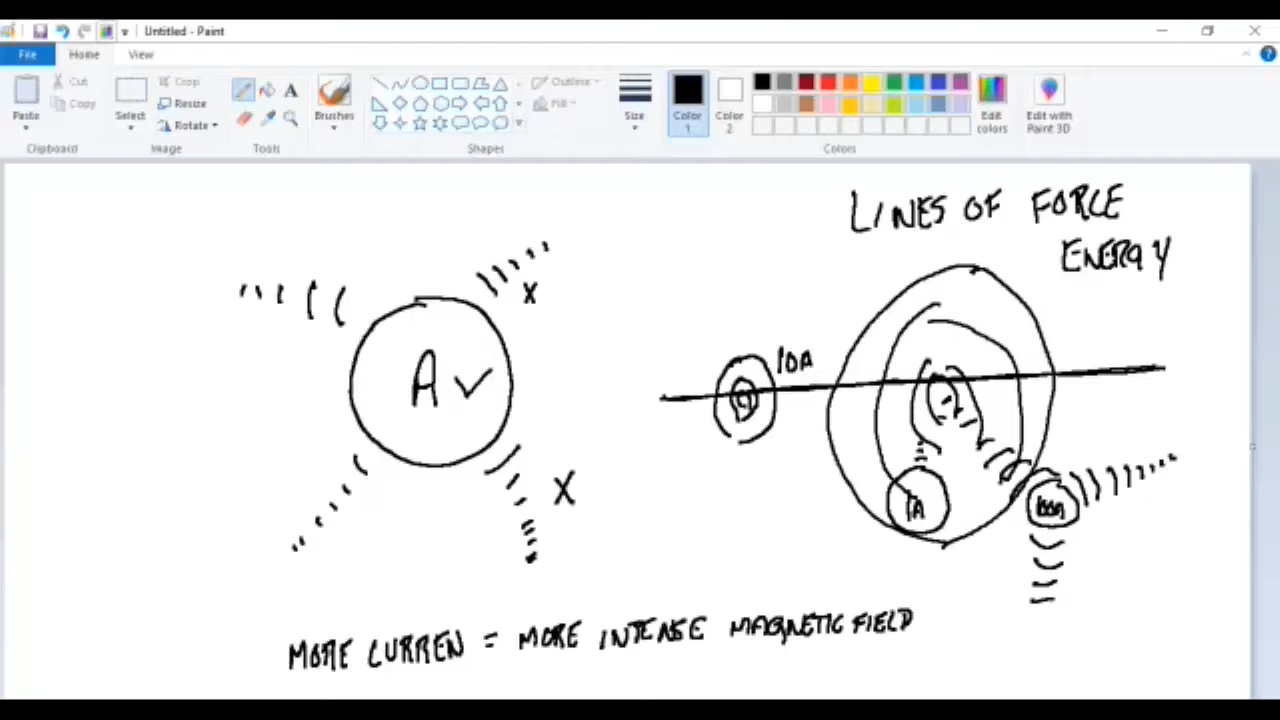 Untitled - Paint
File Home View
Paste Cut Copy Clipboard
Select Crop Resize Rotate Image
Tools
Brushes
Outline Fill Shapes
Size
Color 1 Color 2 Edit colors Colors
Edit with Paint 3D
LINES OF FORCE
ENERGY
X
A
10A
X
1A
100A
MORE CURREN = MORE INTENSE MAGNETIC FIELD